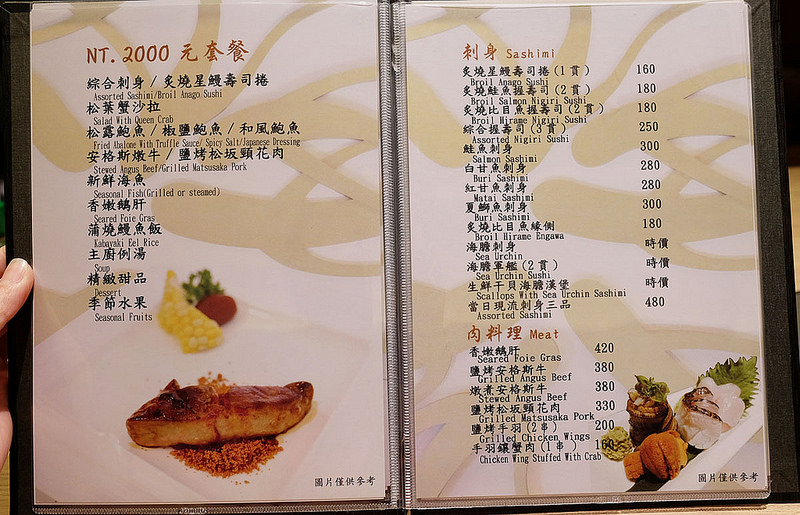 NT. 2000 元套餐
綜合刺身 / 炙燒星鰻壽司捲
Assorted Sashimi/Broil Anago Sushi
松葉蟹沙拉
Salad With Queen Crab
松露鮑魚 / 椒鹽鮑魚 / 和風鮑魚
Fried Abalone With Truffle Sauce/ Spicy Salt/Japanese Dressing
安格斯燉牛 / 鹽烤松坂頸花肉
Stewed Angus Beef/Grilled Matsusaka Pork
新鮮海魚
Seasonal Fish(Grilled or steamed)
香嫩鵝肝
Seared Foie Gras
蒲燒鰻魚飯
Kabayaki Eel Rice
主廚例湯
Soup
精緻甜品
Dessert
季節水果
Seasonal Fruits
圖片僅供參考
刺身 Sashimi
炙燒星鰻壽司捲 (1 貫 ) 160
Broil Anago Sushi
炙燒鮭魚握壽司 (2 貫 ) 180
Broil Salmon Nigiri Sushi
炙燒比目魚握壽司 (2 貫 ) 180
Broil Hirame Nigiri Sushi
綜合握壽司 (3 貫 ) 250
Assorted Nigiri Sushi
鮭魚刺身 300
Salmon Sashimi
白甘魚刺身 280
Buri Sashimi
紅甘魚刺身 280
Matai Sashimi
夏鰤魚刺身 300
Buri Sashimi
炙燒比目魚緣側 180
Broil Hirame Engawa
海膽刺身 時價
Sea Urchin
海膽軍艦 (2 貫 ) 時價
Sea Urchin Sushi
生鮮干貝海膽漢堡 時價
Scallops With Sea Urchin Sashimi
當日現流刺身三品 480
Assorted Sashimi
肉料理 Meat
香嫩鵝肝 420
Seared Foie Gras
鹽烤安格斯牛 380
Grilled Angus Beef
燉煮安格斯牛 380
Stewed Angus Beef
鹽烤松坂頸花肉 330
Grilled Matsusaka Pork
鹽烤手羽 (2 串 ) 200
Grilled Chicken Wings
手羽鑲蟹肉 (1 串 ) 160
Chicken Wing Stuffed With Crab
圖片僅供參考